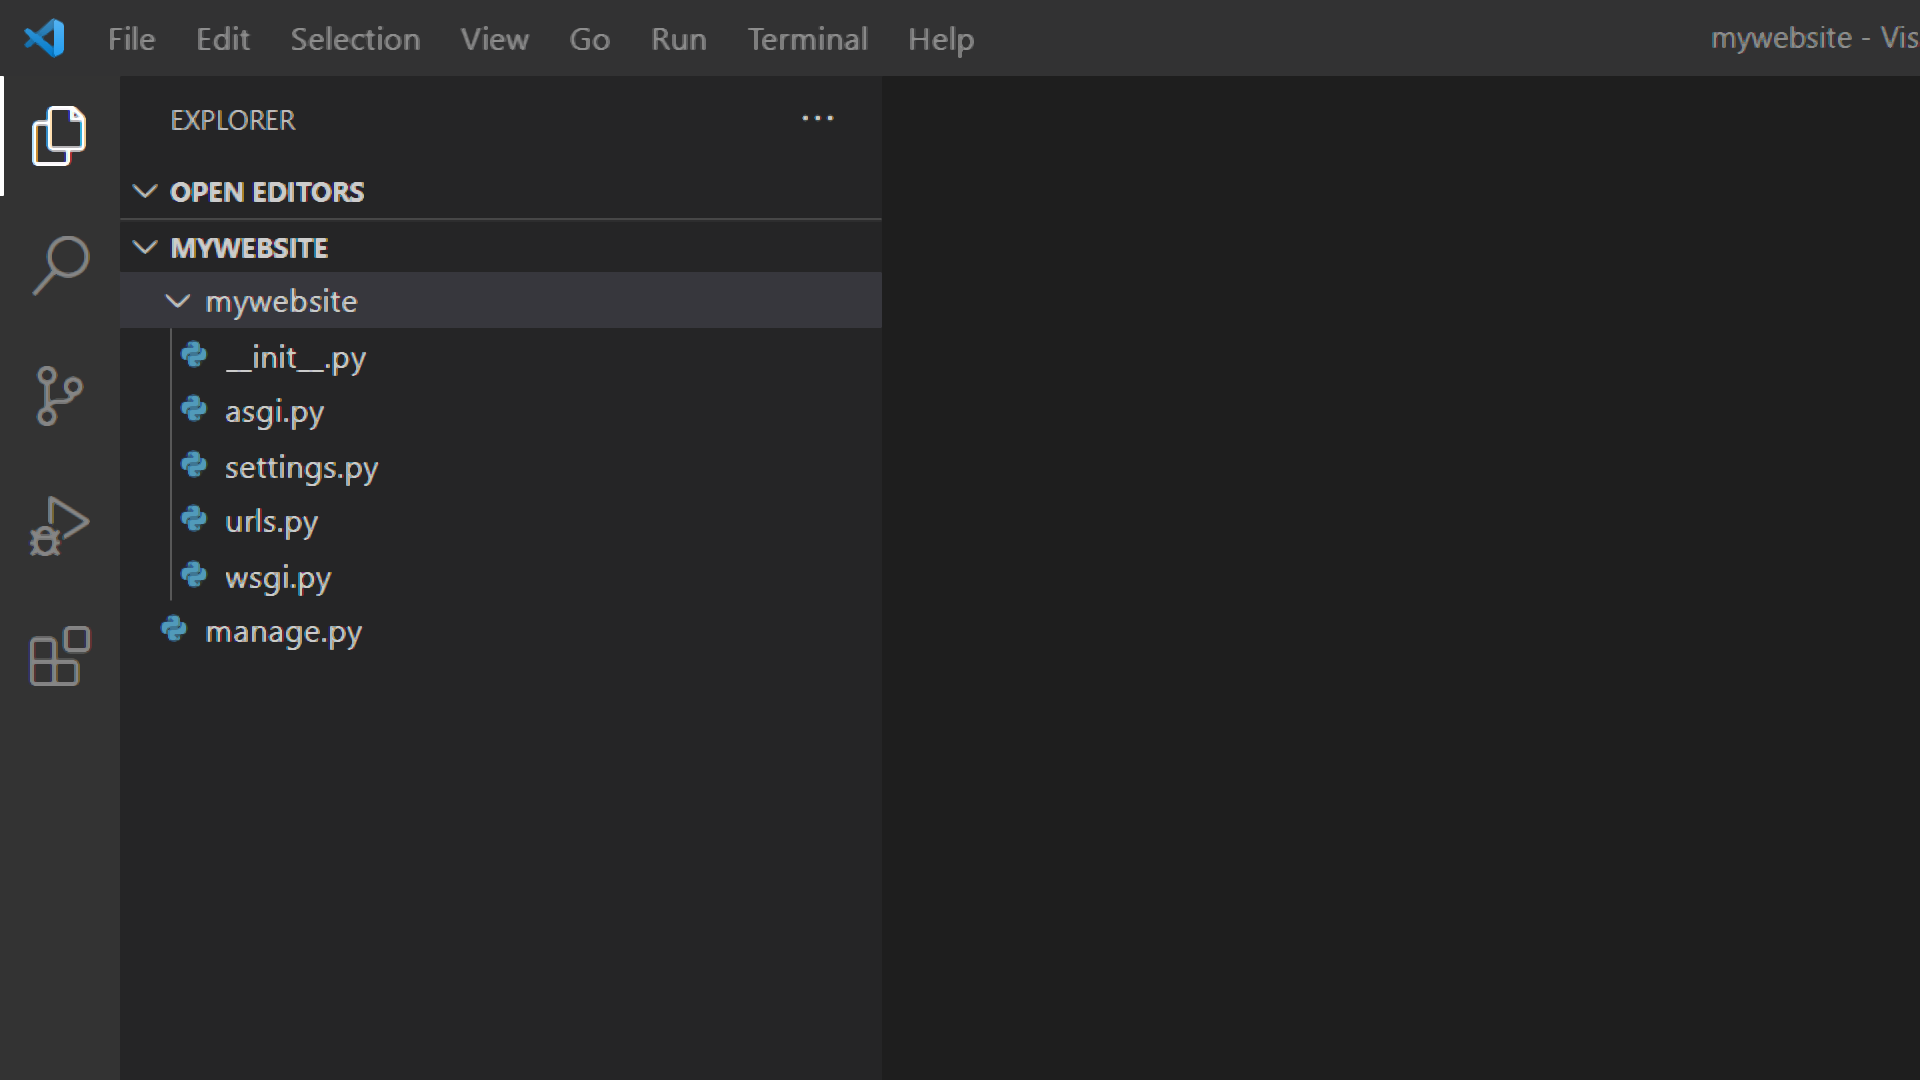 File Edit Selection View Go Run Terminal Help mywebsite - Vis
EXPLORER ...
OPEN EDITORS
MYWEBSITE
mywebsite
__init__.py
asgi.py
settings.py
urls.py
wsgi.py
manage.py